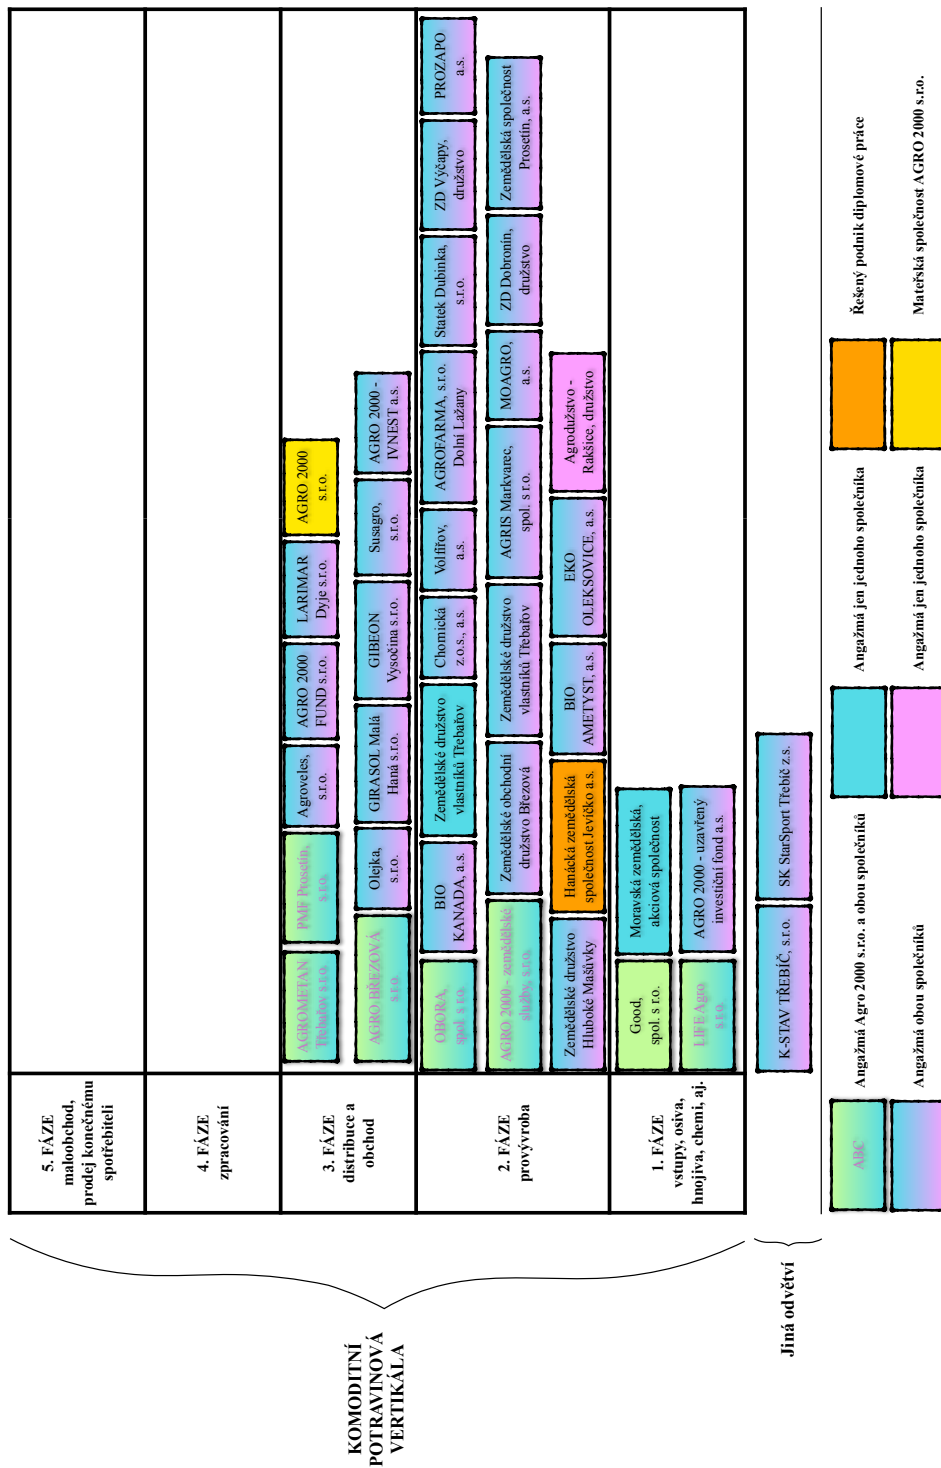 KOMODITNÍ
POTRAVINOVÁ
VERTIKÁLA
5. FÁZE
maloobchod,
prodej konečnému
spotřebiteli
4. FÁZE
zpracování
3. FÁZE
distribuce a
obchod
AGROMETAN
Třebařov s.r.o.
PMF Prosetín,
s.r.o.
Agroveles,
s.r.o.
AGRO 2000
FUND s.r.o.
LARIMAR
Dyje s.r.o.
AGRO 2000
s.r.o.
AGRO BŘEZOVÁ
s.r.o.
Olejka,
s.r.o.
GIRASOL Malá
Haná s.r.o.
GIBEON
Vysočina s.r.o.
Susagro,
s.r.o.
AGRO 2000 -
IVNEST a.s.
2. FÁZE
provývroba
OBORA,
spol. s r.o.
BIO
KANADA, a.s.
Zemědělské družstvo
vlastníků Třebařov
Chomická
z.o.s., a.s.
Volfířov,
a.s.
AGROFARMA, s.r.o.
Dolní Lažany
Statek Dubinka,
s.r.o.
ZD Výčapy,
družstvo
PROZAPO
a.s.
AGRO 2000 - zemědělské
služby, s.r.o.
Zemědělské obchodní
družstvo Březová
Zemědělské družstvo
vlastníků Třebařov
AGRIS Markvarec,
spol. s r.o.
MOAGRO,
a.s.
ZD Dobronín,
družstvo
Zemědělská společnost
Prosetín, a.s.
Zemědělské družstvo
Hluboké Mašůvky
Hanácká zemědělská
společnost Jevíčko a.s.
BIO
AMETYST, a.s.
EKO
OLEKSOVICE, a.s.
Agrodužstvo -
Rakšice, družstvo
1. FÁZE
vstupy, osiva,
hnojiva, chemi, aj.
Good,
spol. s r.o.
Moravská zemědělská,
akciová společnost
LIFE Agro
s.r.o.
AGRO 2000 - uzavřený
investiční fond a.s.
Jiná odvětví
K-STAV TŘEBÍČ, s.r.o.
SK StarSport Třebíč z.s.
ABC
Angažmá Agro 2000 s.r.o. a obou společníků
Angažmá jen jednoho společníka
Řešený podnik diplomové práce
Angažmá obou společníků
Angažmá jen jednoho společníka
Mateřská společnost AGRO 2000 s.r.o.